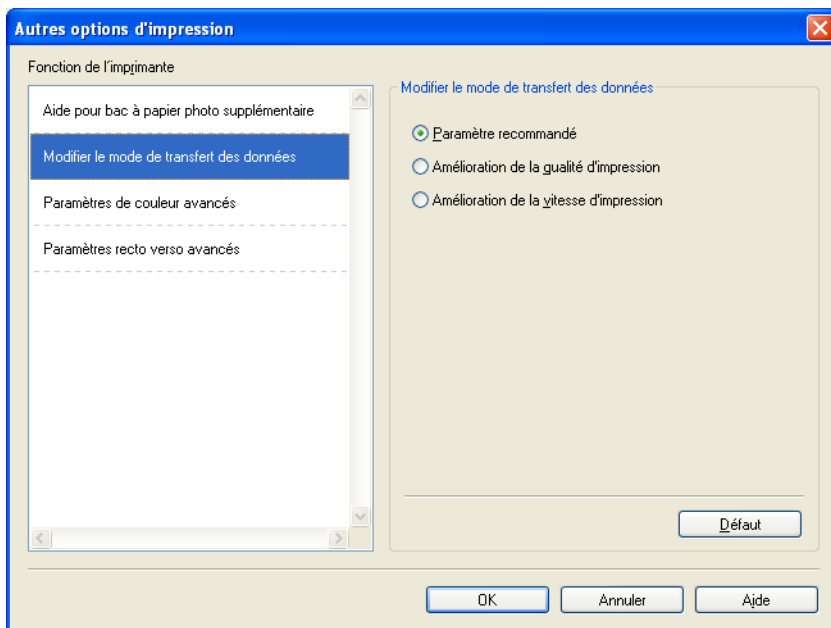 Autres options d'impression
Fonction de l'imprimante
Aide pour bac à papier photo supplémentaire
Modifier le mode de transfert des données
Paramètres de couleur avancés
Paramètres recto verso avancés
Modifier le mode de transfert des données
Paramètre recommandé
Amélioration de la qualité d'impression
Amélioration de la vitesse d'impression
Défaut
OK
Annuler
Aide